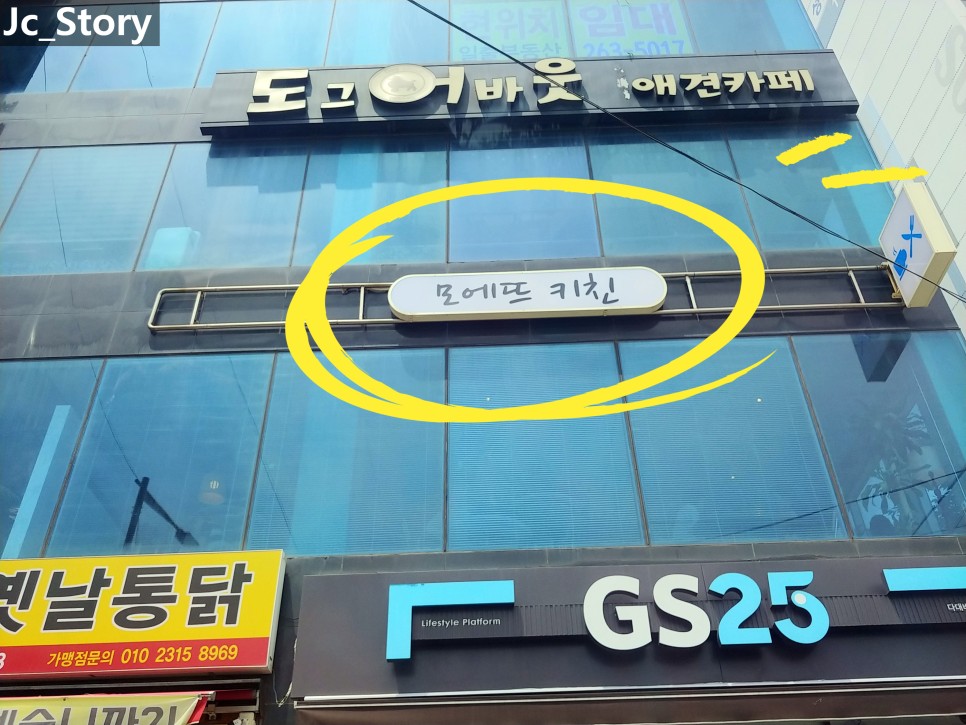 Jc_Story
임대
263-5017
도그어바웃 애견카페
모에뜨 키친
옛날통닭
가맹점문의 010 2315 8969
Lifestyle Platform
GS25